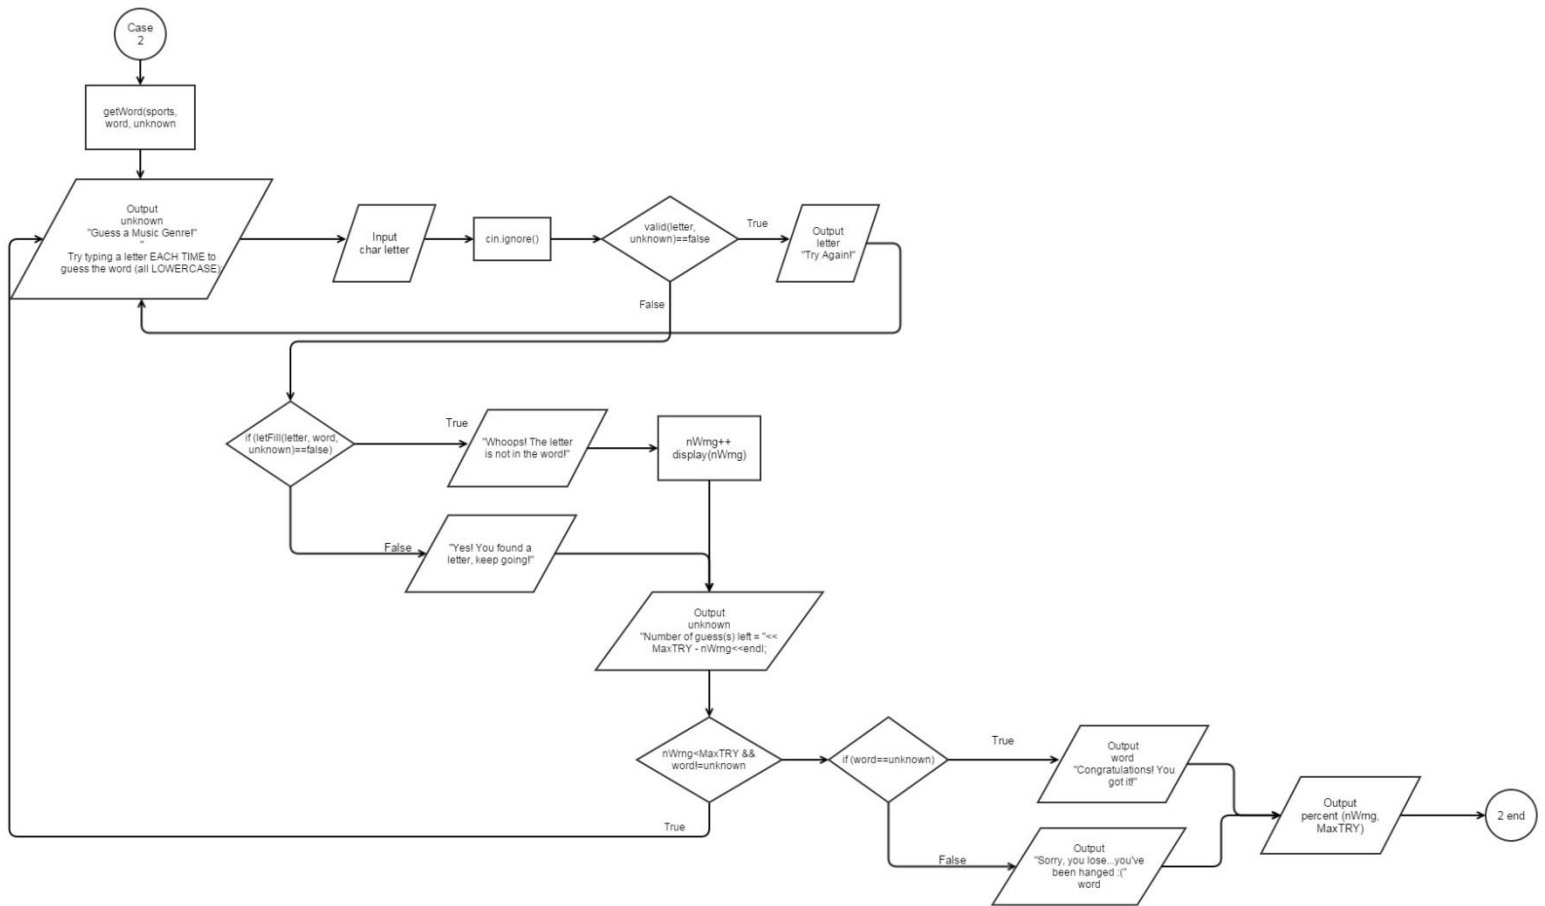 Case
2
getWord(sports,
word, unknown
Output
unknown
"Guess a Music Genre!"
"
Try typing a letter EACH TIME to
guess the word (all LOWERCASE);
Input
char letter
cin.ignore()
valid(letter,
unknown)==false
True
Output
letter
"Try Again!"
False
if (letFill(letter, word,
unknown)==false)
True
"Whoops! The letter
is not in the word!"
nWrng++
display(nWrng)
False
"Yes! You found a
letter, keep going!"
Output
unknown
"Number of guess(s) left = "<<
MaxTRY - nWrng<<endl;
nWrng<MaxTRY &&
word!=unknown
True
if (word==unknown)
True
Output
word
"Congratulations! You
got it!"
False
Output
"Sorry, you lose...you've
been hanged :("
word
Output
percent (nWrng,
MaxTRY)
2 end